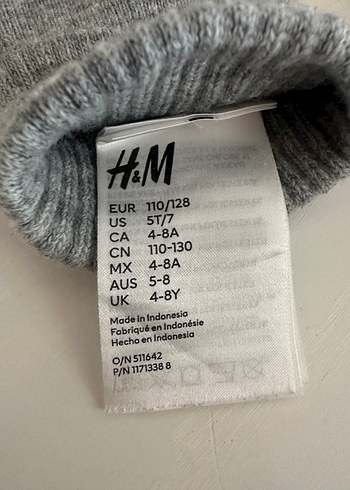 H&M
EUR 110/128
US 5T/7
CA 4-8A
CN 110-130
MX 4-8A
AUS 5-8
UK 4-8Y
Made in Indonesia
Fabriqué en Indonésie
Hecho en Indonesia
O/N 511642
P/N 1171338 8